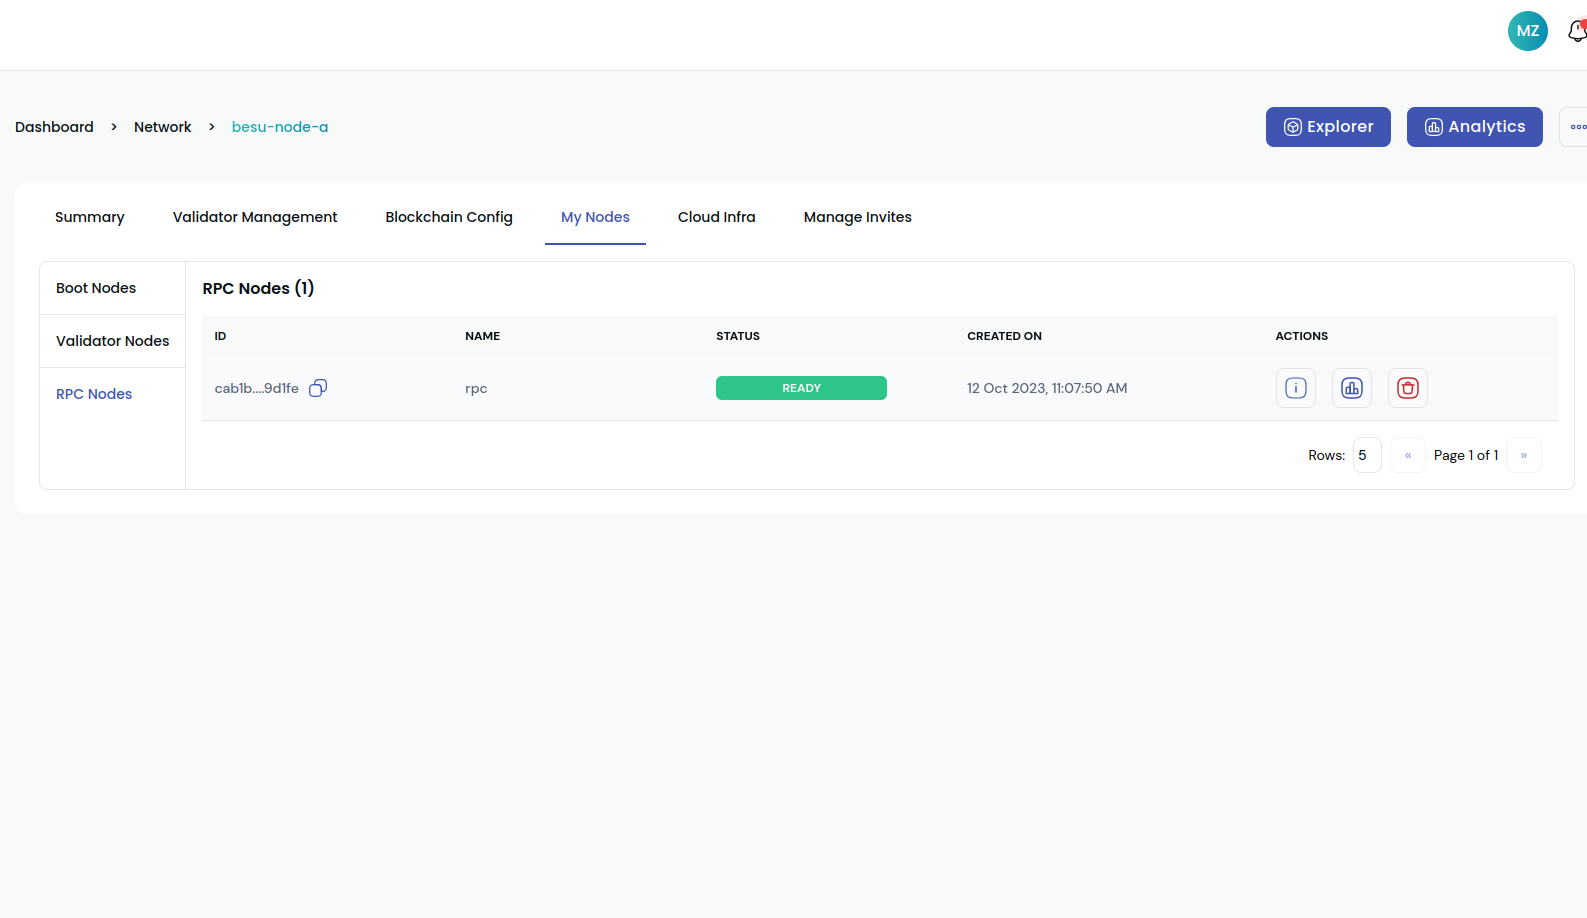 MZ
Dashboard > Network > besu-node-a
Explorer
Analytics
Summary
Validator Management
Blockchain Config
My Nodes
Cloud Infra
Manage Invites
Boot Nodes
Validator Nodes
RPC Nodes
RPC Nodes (1)
ID NAME STATUS CREATED ON ACTIONS
cab1b....9d1fe rpc READY 12 Oct 2023, 11:07:50 AM
Rows: 5 « Page 1 of 1 »